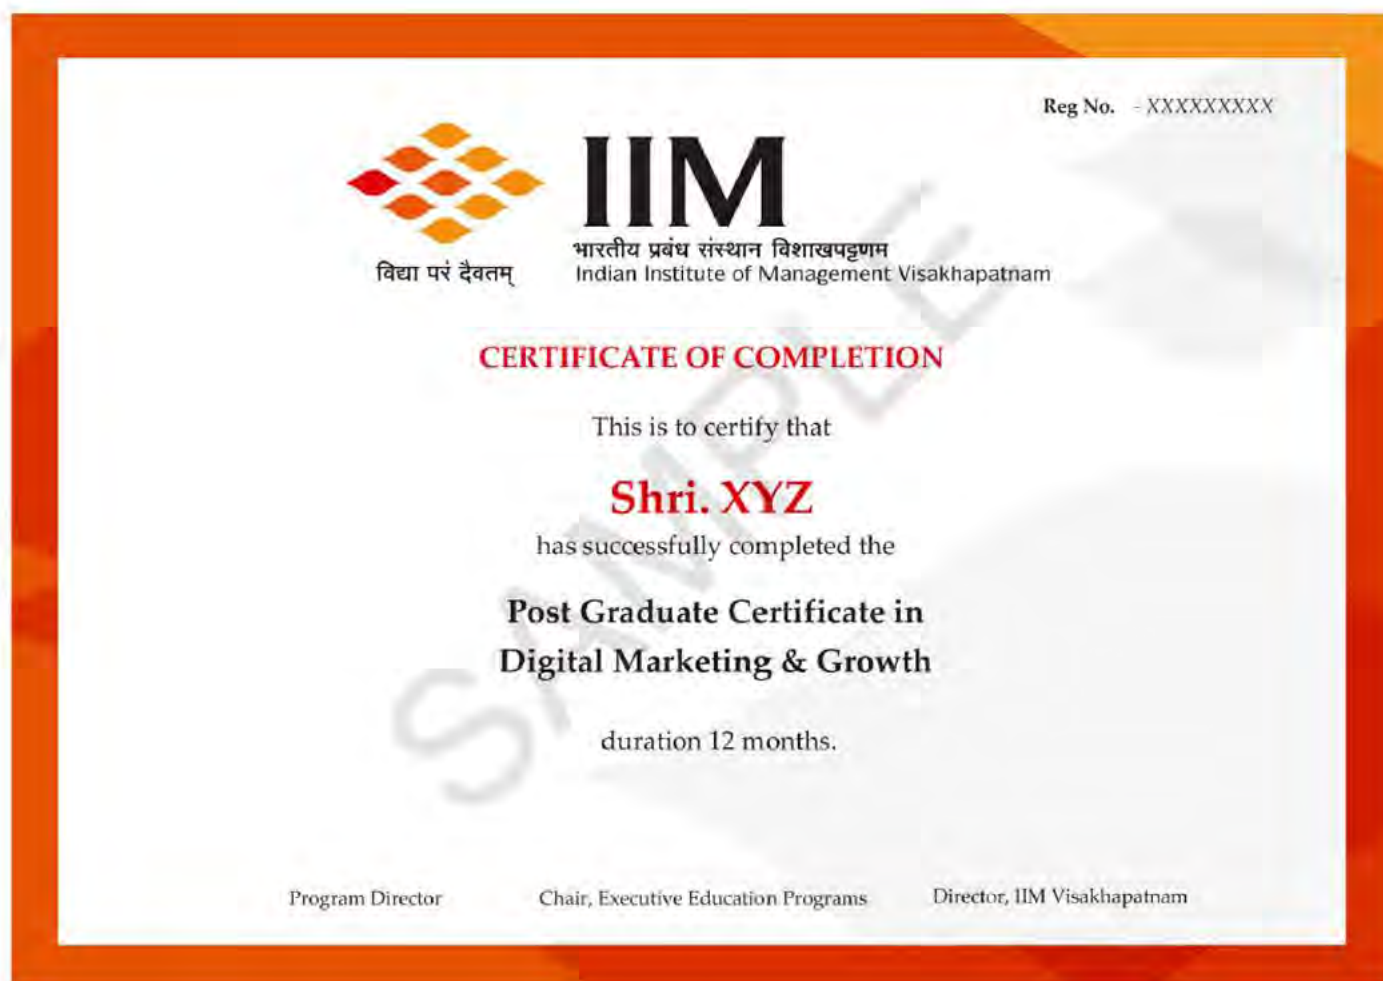 Reg No. - XXXXXXXXX
IIM
भारतीय प्रबंध संस्थान विशाखपट्टणम
विद्या परं दैवतम्
Indian Institute of Management Visakhapatnam
CERTIFICATE OF COMPLETION
This is to certify that
Shri. XYZ
has successfully completed the
Post Graduate Certificate in
Digital Marketing & Growth
duration 12 months.
SAMPLE
Program Director
Chair, Executive Education Programs
Director, IIM Visakhapatnam